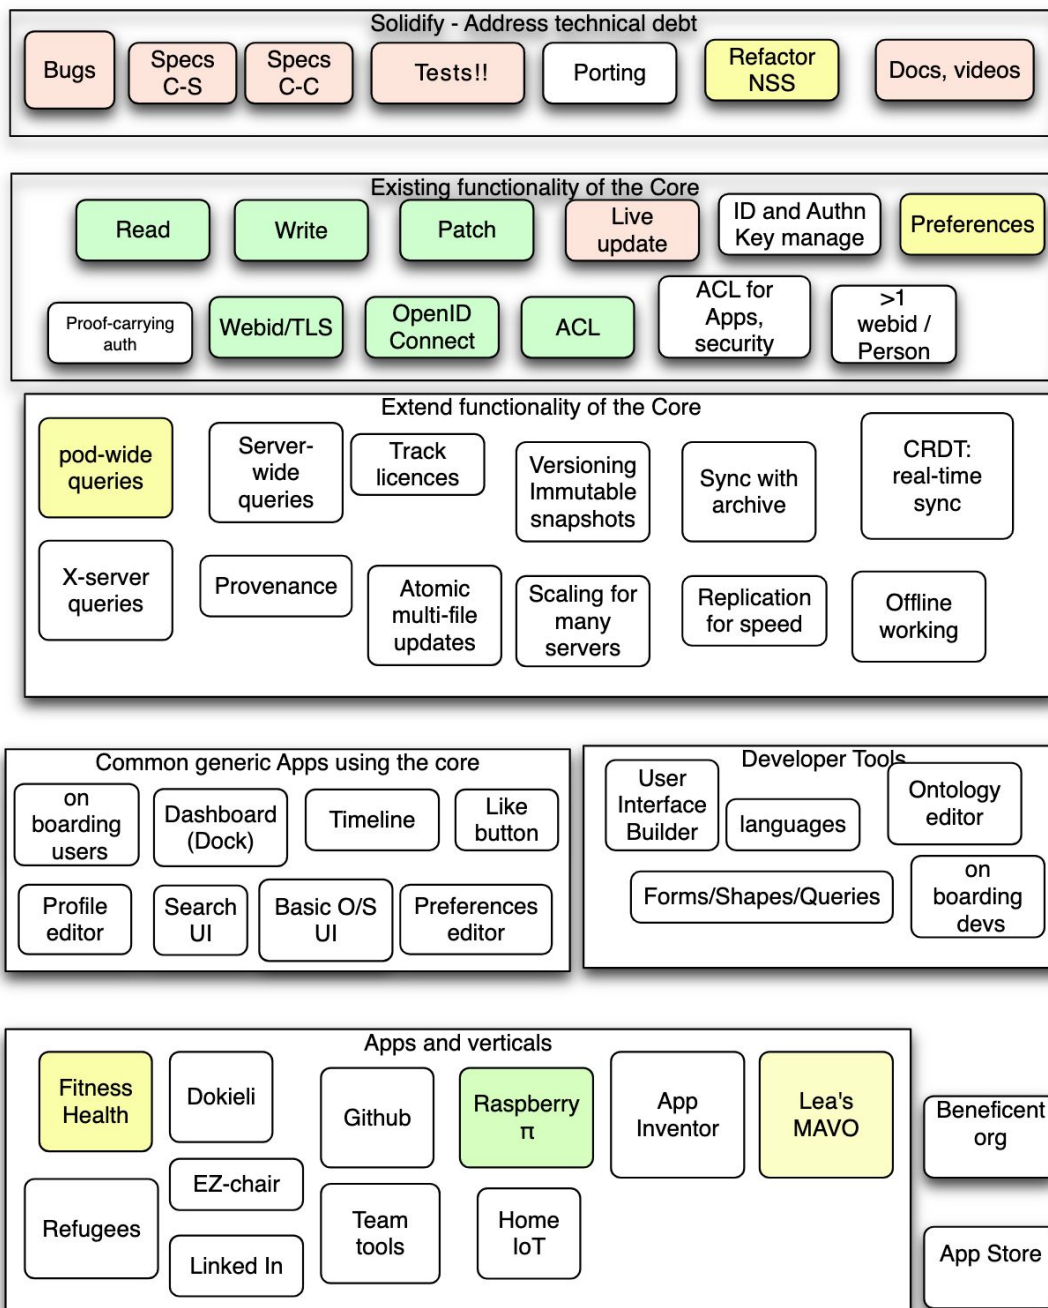 Solidify - Address technical debt
Bugs
Specs
C-S
Specs
C-C
Tests!!
Porting
Refactor
NSS
Docs, videos
Existing functionality of the Core
Read
Write
Patch
Live
update
ID and Authn
Key manage
Preferences
Proof-carrying
auth
Webid/TLS
OpenID
Connect
ACL
ACL for
Apps,
security
>1
webid /
Person
Extend functionality of the Core
pod-wide
queries
Server-
wide
queries
Track
licences
Versioning
Immutable
snapshots
Sync with
archive
CRDT:
real-time
sync
X-server
queries
Provenance
Atomic
multi-file
updates
Scaling for
many
servers
Replication
for speed
Offline
working
Common generic Apps using the core
on
boarding
users
Dashboard
(Dock)
Timeline
Like
button
Profile
editor
Search
UI
Basic O/S
UI
Preferences
editor
Developer Tools
User
Interface
Builder
languages
Ontology
editor
Forms/Shapes/Queries
on
boarding
devs
Apps and verticals
Fitness
Health
Dokieli
Github
Raspberry
π
App
Inventor
Lea's
MAVO
Refugees
EZ-chair
Linked In
Team
tools
Home
IoT
Beneficent
org
App Store